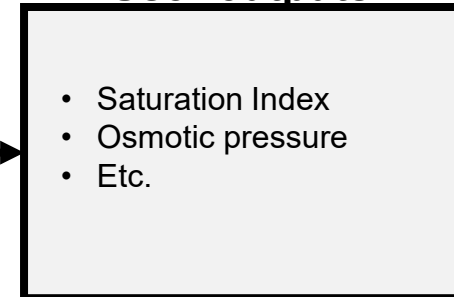 • Saturation Index
• Osmotic pressure
• Etc.